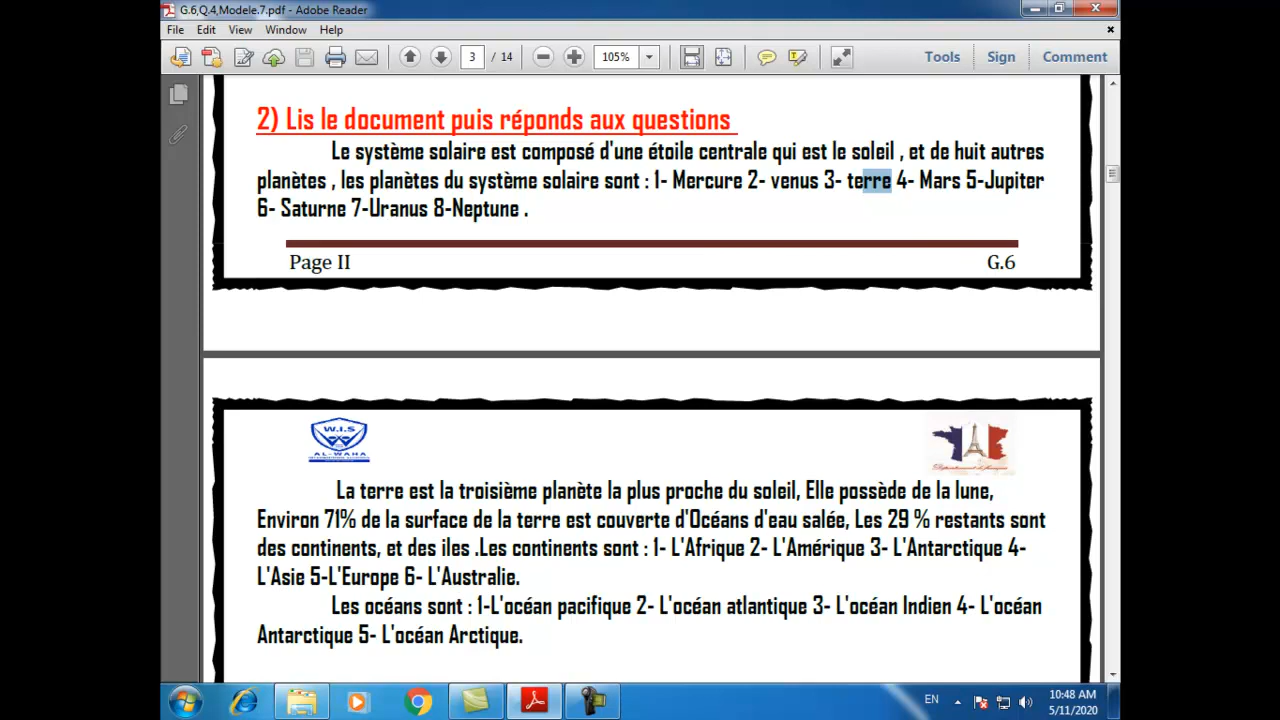 G.6,Q.4,Modele.7.pdf - Adobe Reader
File Edit View Window Help
3 / 14 105% Tools Sign Comment
2) Lis le document puis réponds aux questions
Le système solaire est composé d'une étoile centrale qui est le soleil , et de huit autres
planètes , les planètes du système solaire sont : 1- Mercure 2- venus 3- terre 4- Mars 5-Jupiter
6- Saturne 7-Uranus 8-Neptune .
Page II G.6
W.I.S
AL-WAHA
La terre est la troisième planète la plus proche du soleil, Elle possède de la lune,
Environ 71% de la surface de la terre est couverte d'Océans d'eau salée, Les 29 % restants sont
des continents, et des iles .Les continents sont : 1- L'Afrique 2- L'Amérique 3- L'Antarctique 4-
L'Asie 5-L'Europe 6- L'Australie.
Les océans sont : 1-L'océan pacifique 2- L'océan atlantique 3- L'océan Indien 4- L'océan
Antarctique 5- L'océan Arctique.
EN 10:48 AM
5/11/2020